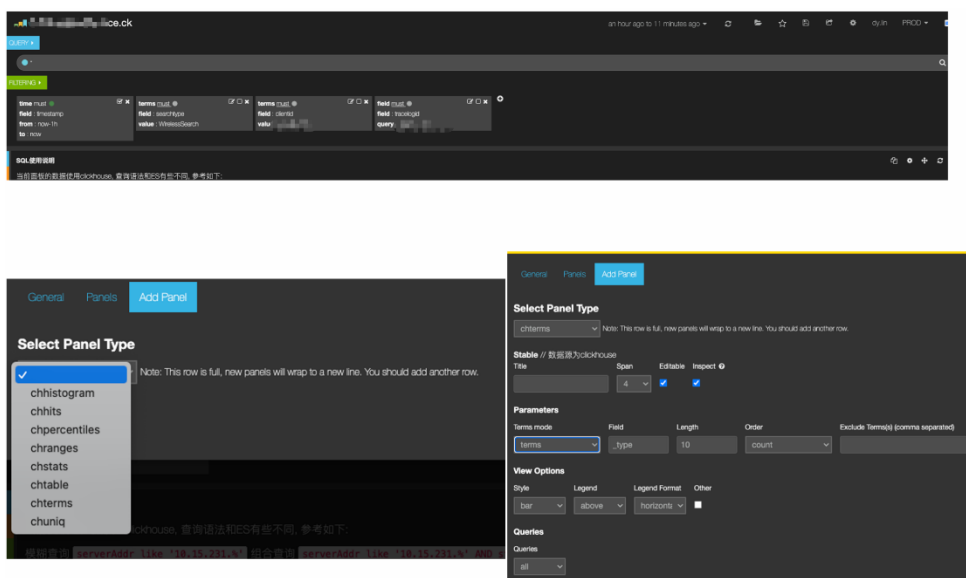 ce.ck
an hour ago to 11 minutes ago
dy.lin
PROD
QUERY
*
FILTERING
time must
field : timestamp
from : now-1h
to : now
terms must
field : searchtype
value : WirelessSearch
terms must
field : clientid
valu
field must
field : tracelogid
query
SQL使用说明
当前面板的数据使用clickhouse, 查询语法和ES有些不同, 参考如下:
General Panels Add Panel
Select Panel Type
Note: This row is full, new panels will wrap to a new line. You should add another row.
chhistogram
chhits
chpercentiles
chranges
chstats
chtable
chterms
chuniq
ckhouse, 查询语法和ES有些不同, 参考如下:
模糊查询 serverAddr like '10.15.231.%' 组合查询 serverAddr like '10.15.231.%' AND s
General Panels Add Panel
Select Panel Type
chterms Note: This row is full, new panels will wrap to a new line. You should add another row.
Stable // 数据源为clickhouse
Title Span Editable Inspect
4
Parameters
Terms mode Field Length Order Exclude Terms(s) (comma separated)
terms _type 10 count
View Options
Style Legend Legend Format Other
bar above horizonta
Queries
Queries
all